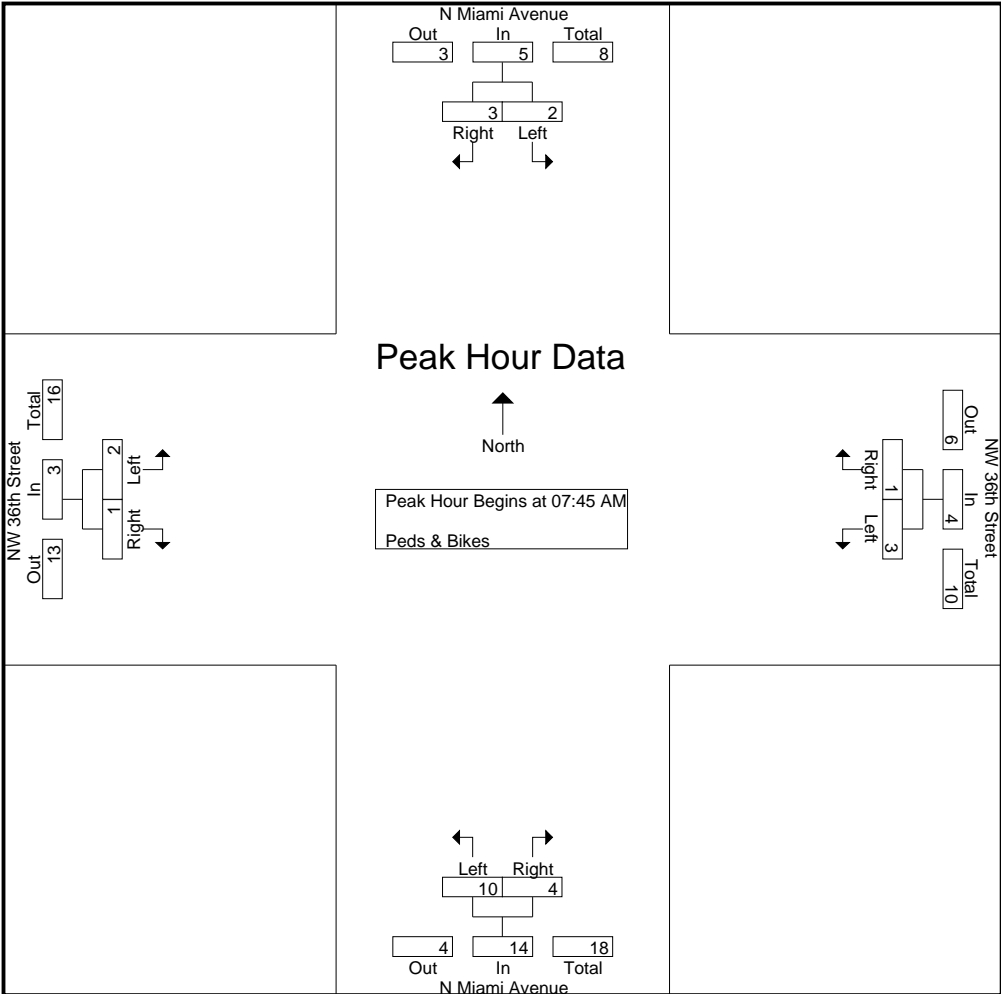 N Miami Avenue
Out In Total
3 5 8
3 2
Right Left
Peak Hour Data
North
Peak Hour Begins at 07:45 AM
Peds & Bikes
NW 36th Street
Total In Out
16 3 13
2 1
Left Right
NW 36th Street
Out In Total
6 4 10
1 3
Right Left
Left Right
10 4
4 14 18
Out In Total
N Miami Avenue